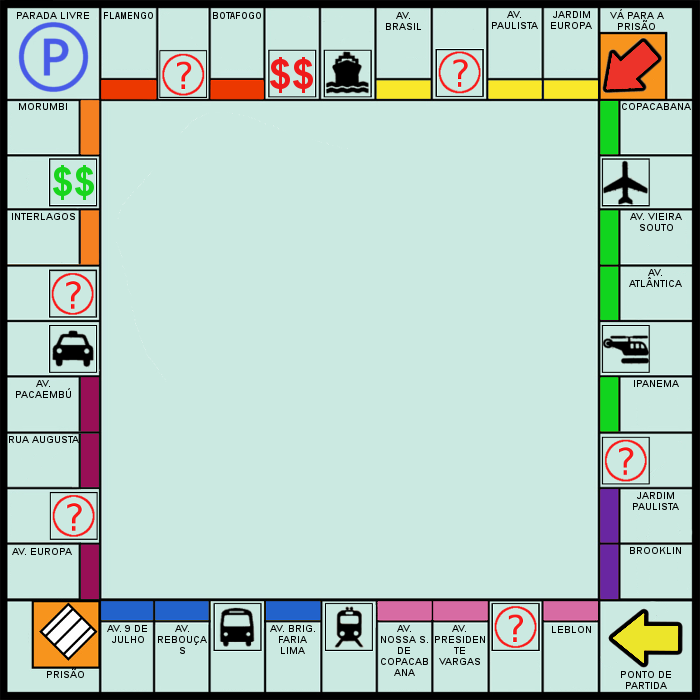 PARADA LIVRE
P
FLAMENGO
?
BOTAFOGO
$$
AV.
BRASIL
?
AV.
PAULISTA
JARDIM
EUROPA
VÁ PARA A
PRISÃO
MORUMBI
COPACABANA
$$
INTERLAGOS
AV. VIEIRA
SOUTO
?
AV.
ATLÂNTICA
AV.
PACAEMBÚ
IPANEMA
RUA AUGUSTA
?
?
JARDIM
PAULISTA
AV. EUROPA
BROOKLIN
PRISÃO
AV. 9 DE
JULHO
AV.
REBOUÇA
S
AV. BRIG.
FARIA
LIMA
AV.
NOSSA S.
DE
COPACAB
ANA
AV.
PRESIDEN
TE
VARGAS
?
LEBLON
PONTO DE
PARTIDA